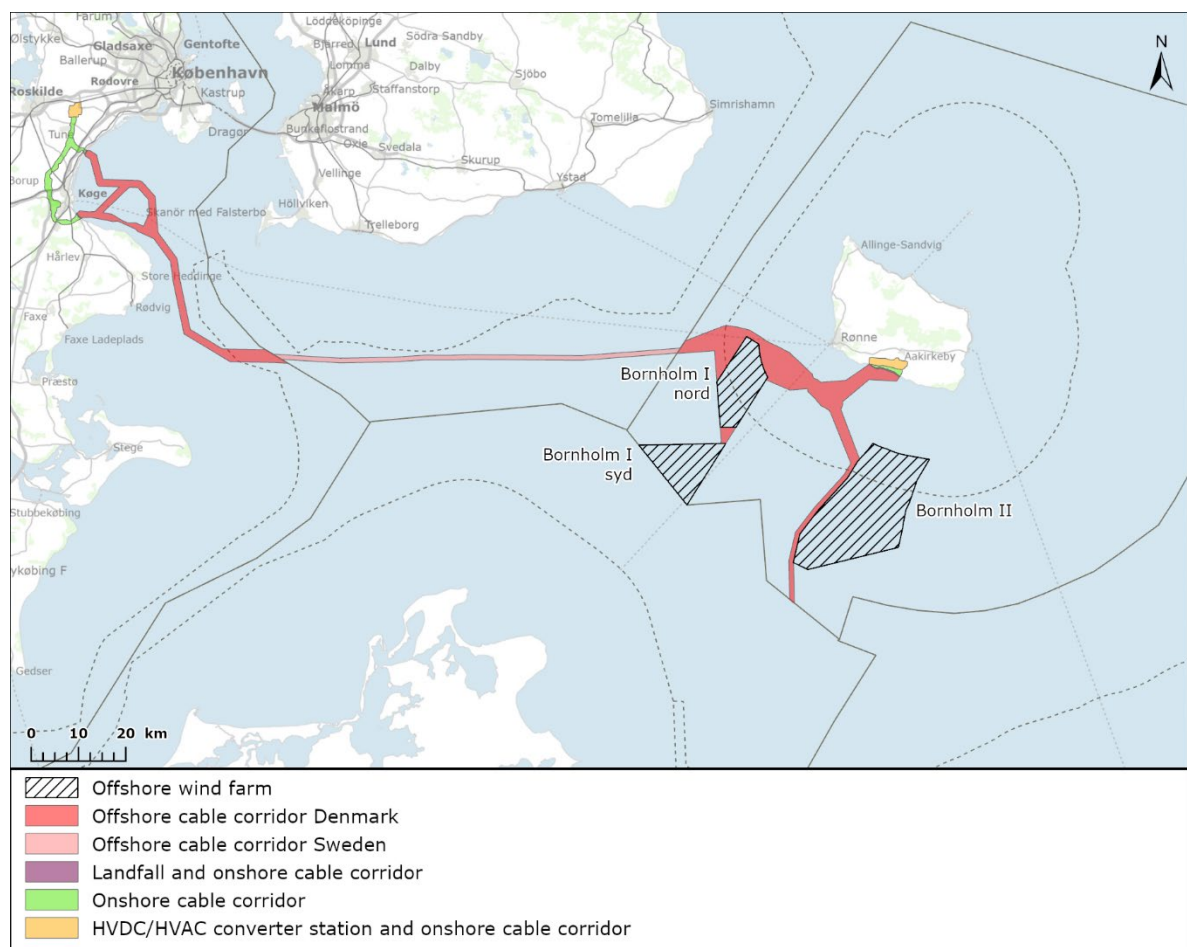 Farum
Ølstykke
Gladsaxe
Gentofte
Ballerup
København
Rødovre
Roskilde
Kastrup
Tune
Dragør
Borup
Køge
Hårlev
Store Heddinge
Rødvig
Faxe
Faxe Ladeplads
Præstø
Stege
Stubbekøbing
ykøbing F
Gedser
Löddeköpinge
Bjärred
Lund
Södra Sandby
Lomma
Dalby
Åkarp
Staffanstorp
Sjöbo
Malmö
Bunkeflostrand
Oxie
Svedala
Tomelilla
Simrishamn
Skurup
Vellinge
Ystad
Höllviken
Skanör med Falsterbo
Trelleborg
N
Allinge-Sandvig
Rønne
Aakirkeby
Bornholm I
nord
Bornholm I
syd
Bornholm II
0 10 20 km
Offshore wind farm
Offshore cable corridor Denmark
Offshore cable corridor Sweden
Landfall and onshore cable corridor
Onshore cable corridor
HVDC/HVAC converter station and onshore cable corridor